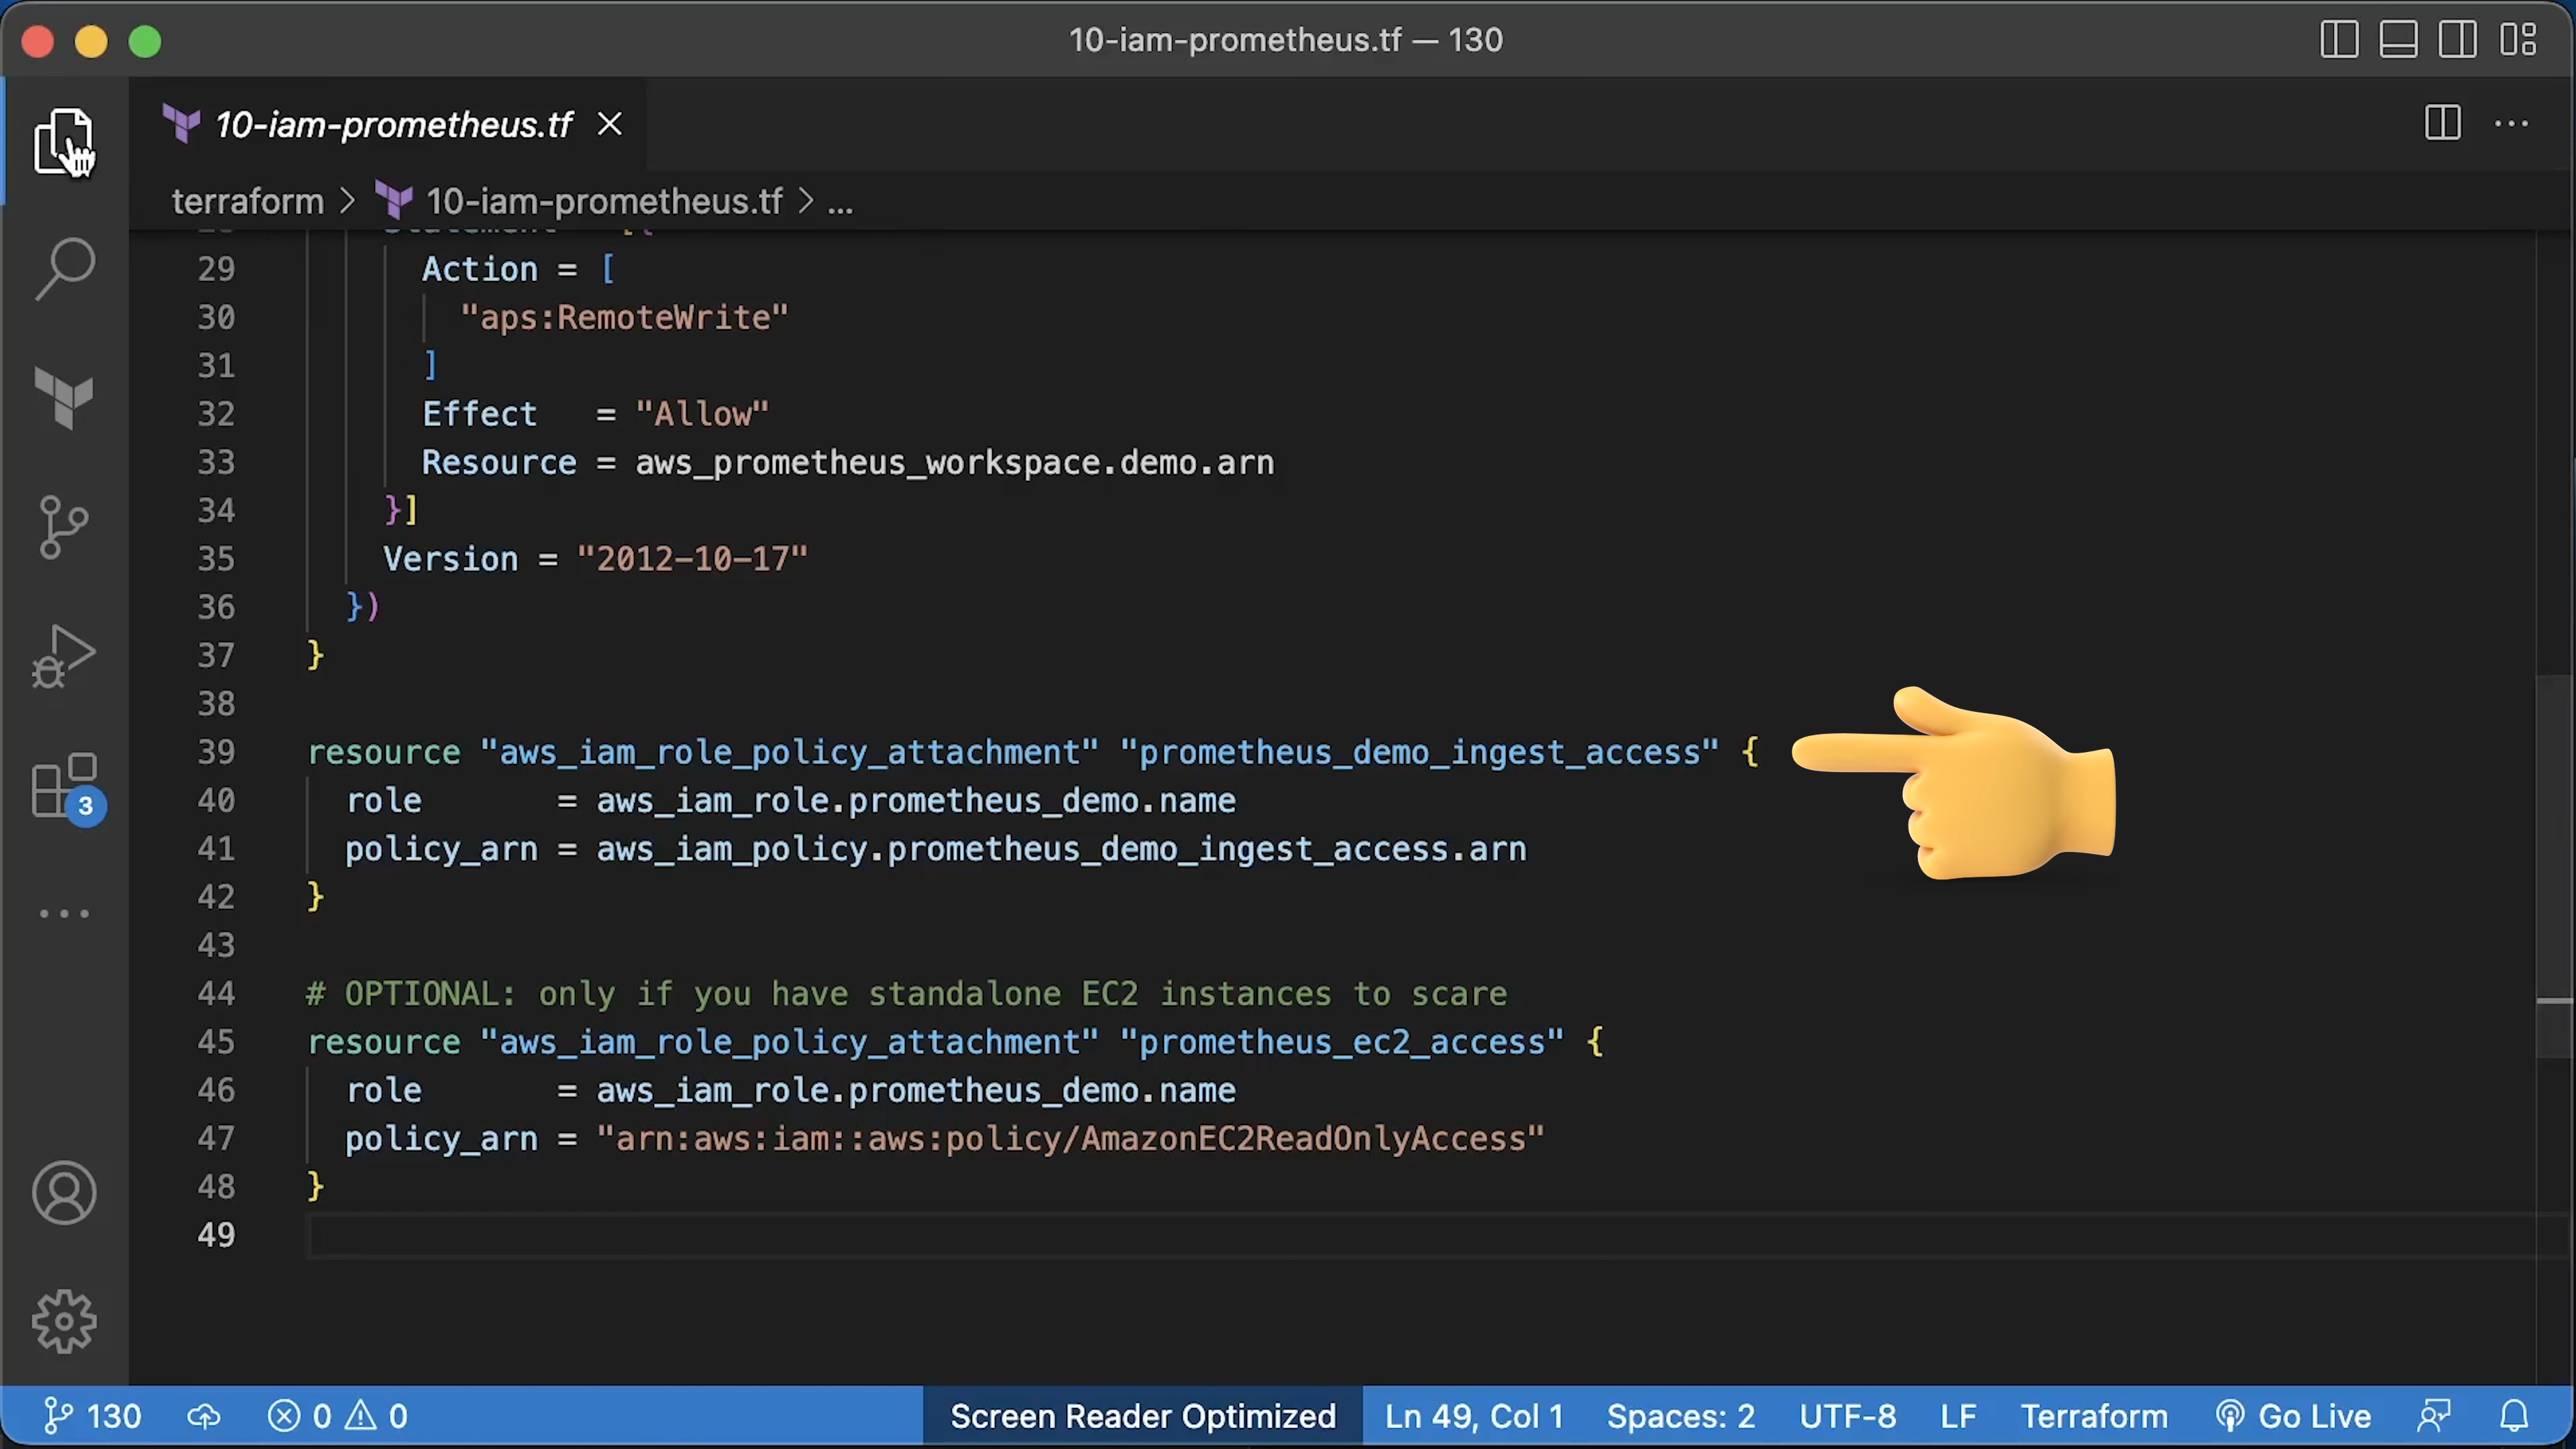 10-iam-prometheus.tf — 130
10-iam-prometheus.tf
terraform > 10-iam-prometheus.tf > ...
29 Action = [
30 "aps:RemoteWrite"
31 ]
32 Effect   = "Allow"
33 Resource = aws_prometheus_workspace.demo.arn
34 }]
35 Version = "2012-10-17"
36 })
37 }
38
39 resource "aws_iam_role_policy_attachment" "prometheus_demo_ingest_access" {
40 role       = aws_iam_role.prometheus_demo.name
41 policy_arn = aws_iam_policy.prometheus_demo_ingest_access.arn
42 }
43
44 # OPTIONAL: only if you have standalone EC2 instances to scare
45 resource "aws_iam_role_policy_attachment" "prometheus_ec2_access" {
46 role       = aws_iam_role.prometheus_demo.name
47 policy_arn = "arn:aws:iam::aws:policy/AmazonEC2ReadOnlyAccess"
48 }
49
3
130 0 0 Screen Reader Optimized Ln 49, Col 1 Spaces: 2 UTF-8 LF Terraform Go Live